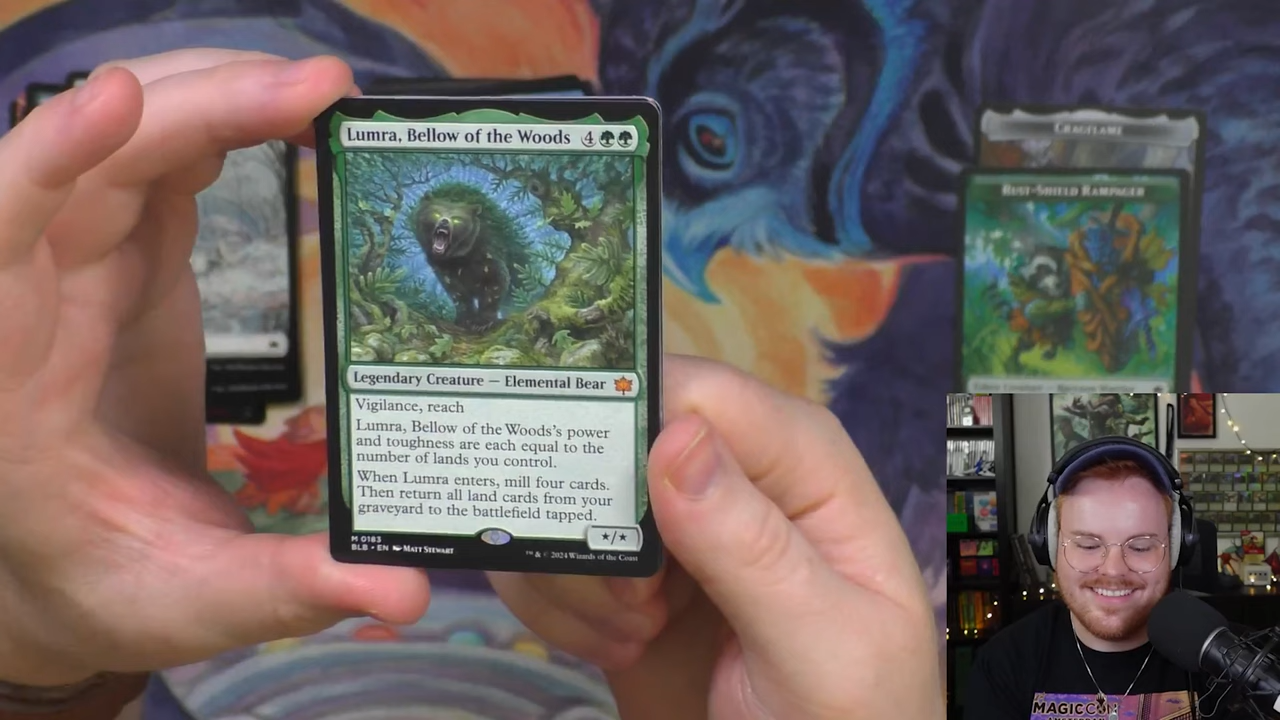 Lumra, Bellow of the Woods 4
Legendary Creature — Elemental Bear
Vigilance, reach
Lumra, Bellow of the Woods's power
and toughness are each equal to the
number of lands you control.
When Lumra enters, mill four cards.
Then return all land cards from your
graveyard to the battlefield tapped.
M 0183
BLB • EN MATT STEWART
™ & © 2024 Wizards of the Coast
★/★
CRAGFLAME
RUST-SHIELD RAMPAGER
MAGICCON